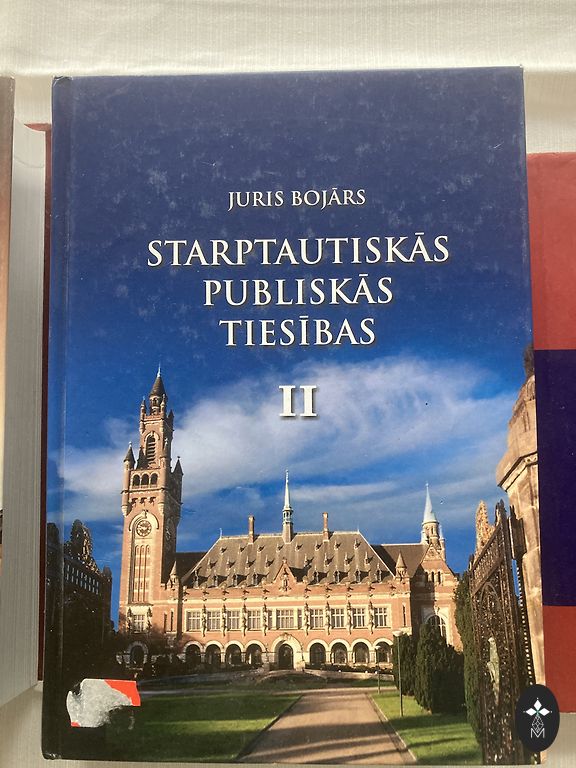 JURIS BOJĀRS
STARPTAUTISKĀS
PUBLISKĀS
TIESĪBAS
II